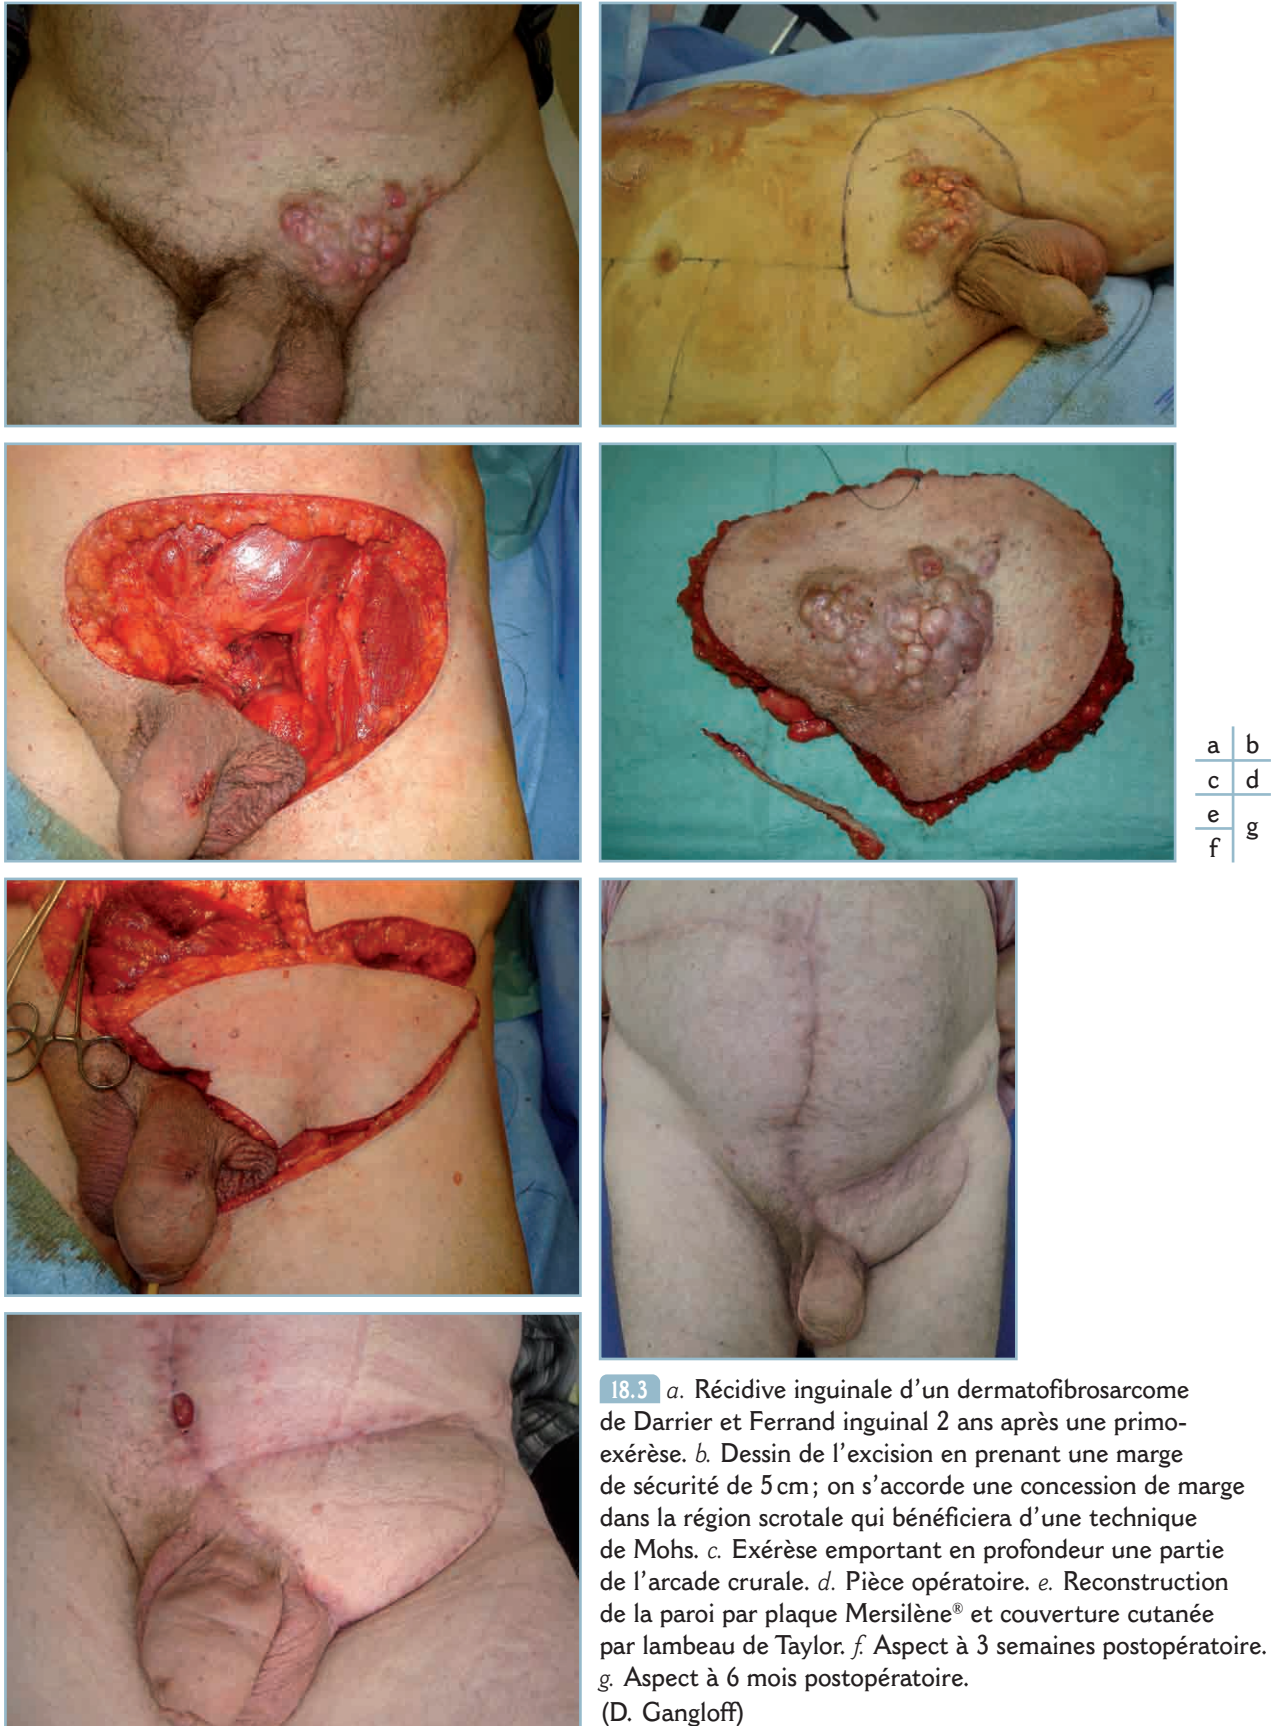 a b
c d
e
g
f
18.3 a. Récidive inguinale d'un dermatofibrosarcome
de Darrier et Ferrand inguinal 2 ans après une primo-
exérèse. b. Dessin de l'excision en prenant une marge
de sécurité de 5 cm ; on s'accorde une concession de marge
dans la région scrotale qui bénéficiera d'une technique
de Mohs. c. Exérèse emportant en profondeur une partie
de l'arcade crurale. d. Pièce opératoire. e. Reconstruction
de la paroi par plaque Mersilène® et couverture cutanée
par lambeau de Taylor. f. Aspect à 3 semaines postopératoire.
g. Aspect à 6 mois postopératoire.
(D. Gangloff)